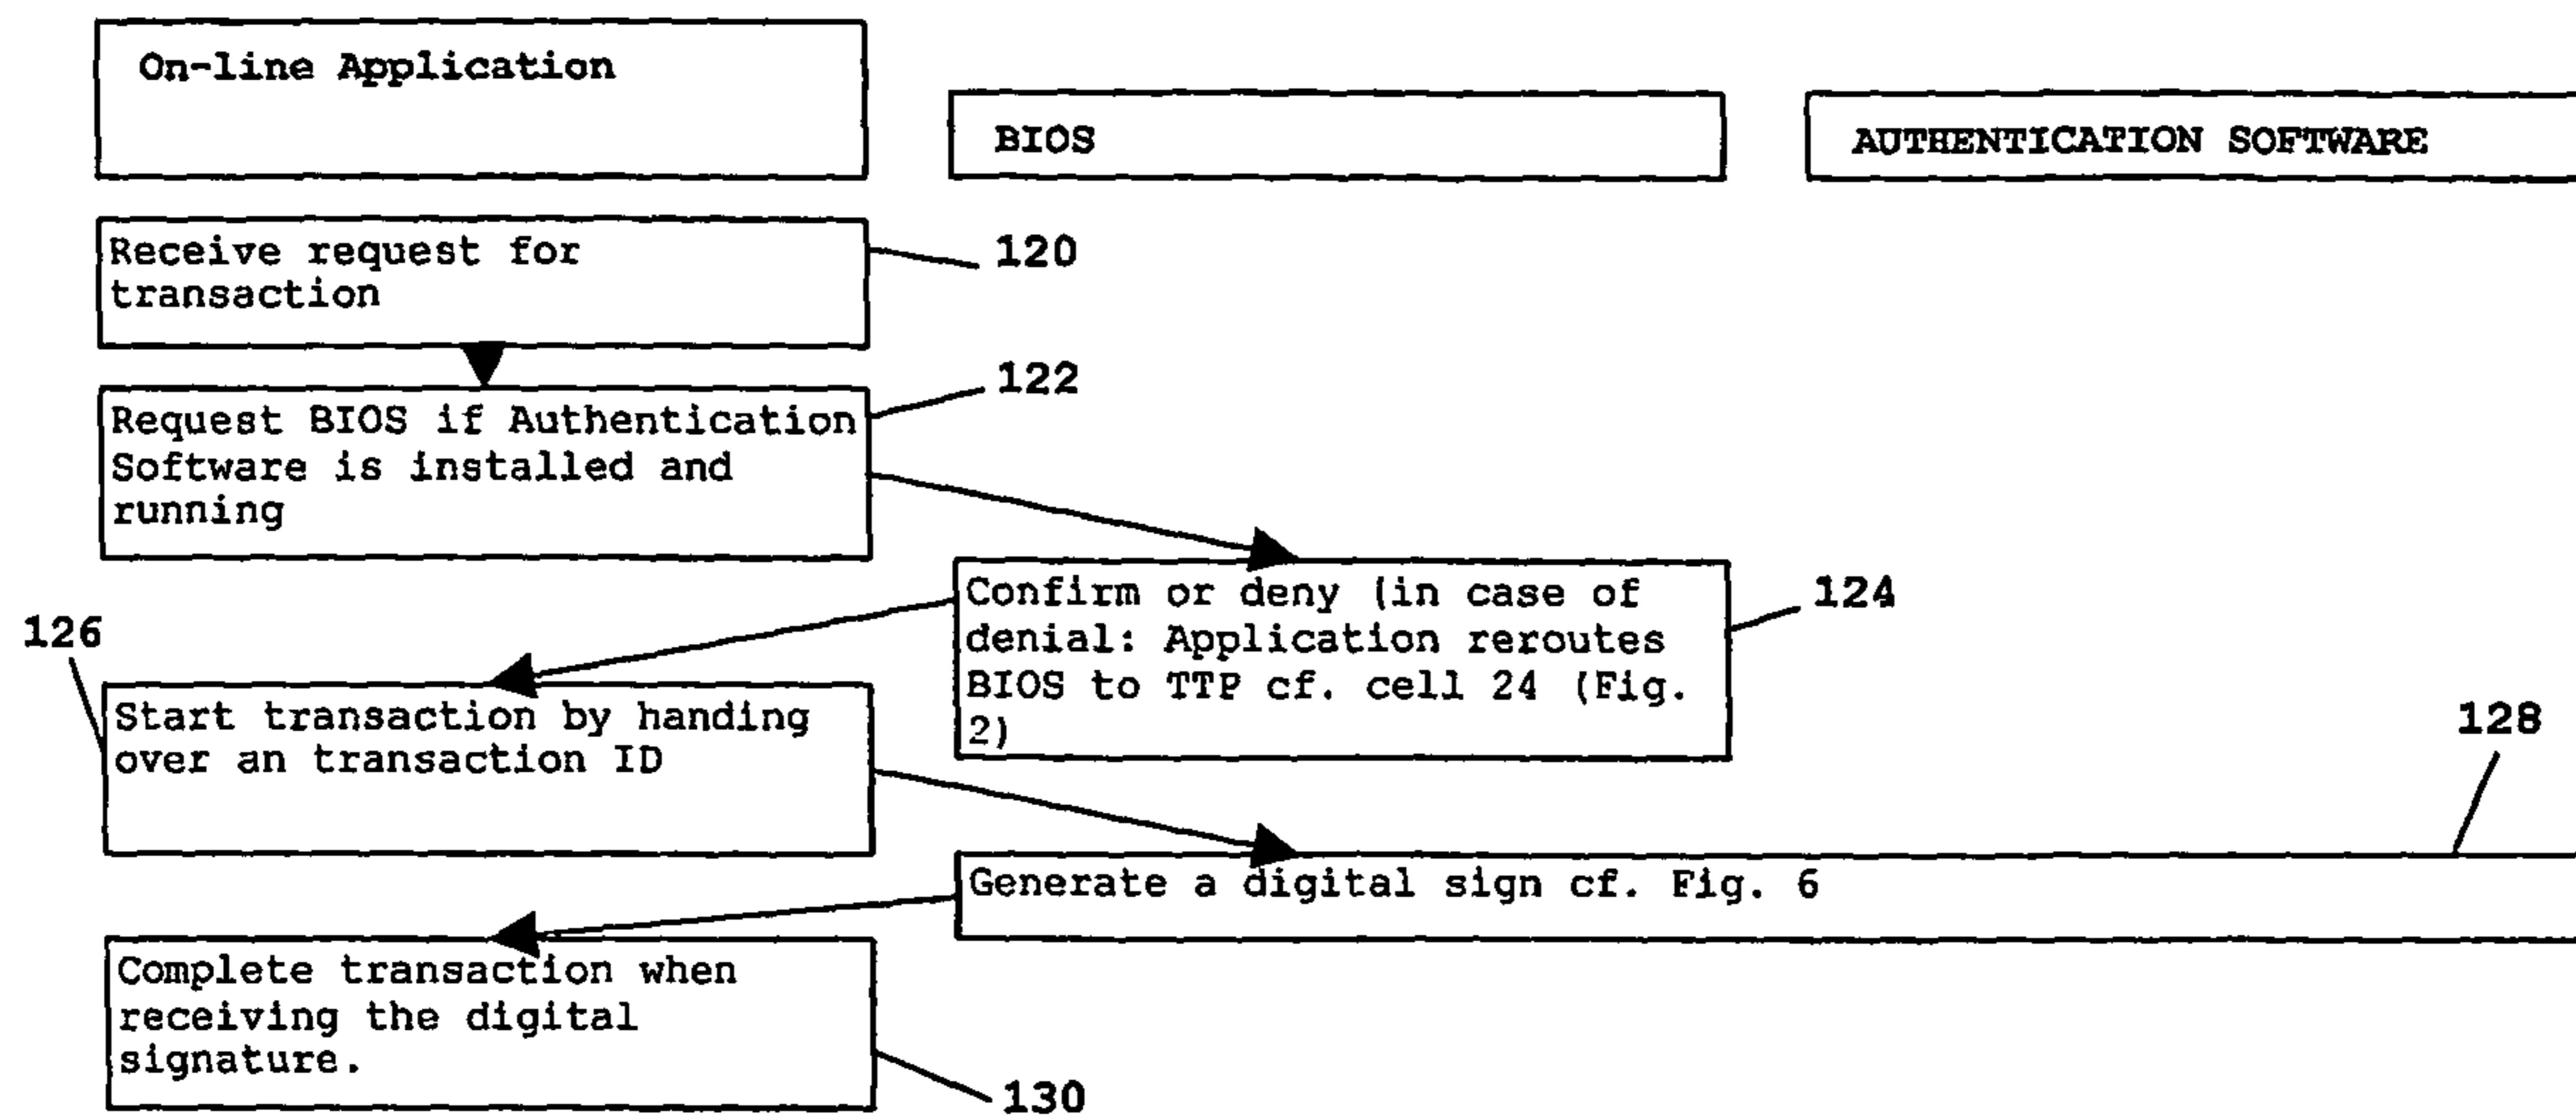 On-line Application
BIOS
AUTHENTICATION SOFTWARE
Receive request for
transaction
120
122
Request BIOS if Authentication
Software is installed and
running
Confirm or deny (in case of
denial: Application reroutes
BIOS to TTP cf. cell 24 (Fig.
2)
124
126
Start transaction by handing
over an transaction ID
128
Generate a digital sign cf. Fig. 6
Complete transaction when
receiving the digital
signature.
130